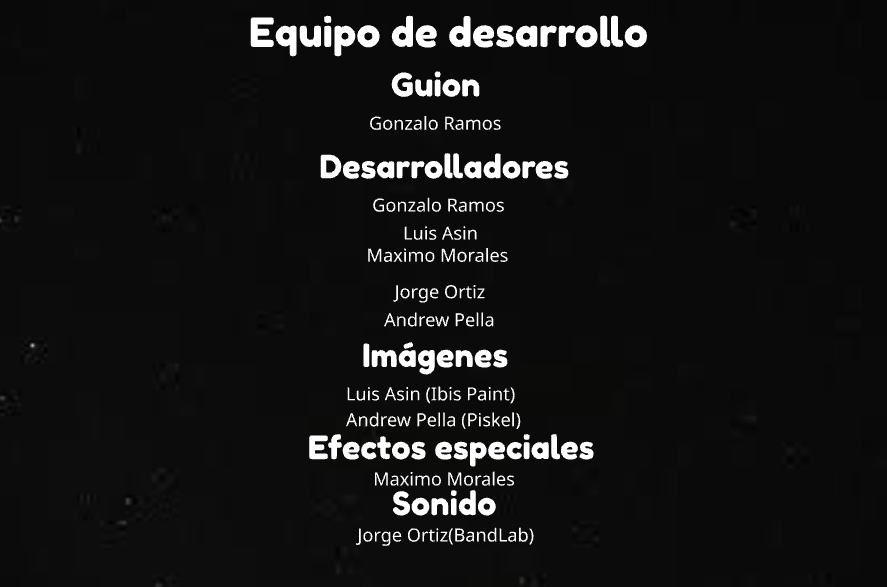 Equipo de desarrollo
Guion
Gonzalo Ramos
Desarrolladores
Gonzalo Ramos
Luis Asin
Maximo Morales
Jorge Ortiz
Andrew Pella
Imágenes
Luis Asin (Ibis Paint)
Andrew Pella (Piskel)
Efectos especiales
Maximo Morales
Sonido
Jorge Ortiz(BandLab)